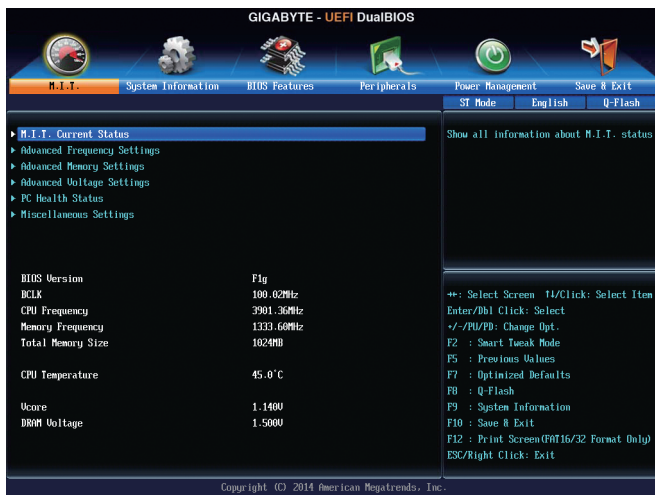 GIGABYTE - UEFI DualBIOS
M.I.T. System Information BIOS Features Peripherals Power Management Save & Exit
ST Mode English Q-Flash
M.I.T. Current Status
Advanced Frequency Settings
Advanced Memory Settings
Advanced Voltage Settings
PC Health Status
Miscellaneous Settings
Show all information about M.I.T. status
BIOS Version F1g
BCLK 100.02MHz
CPU Frequency 3901.36MHz
Memory Frequency 1333.60MHz
Total Memory Size 1024MB
CPU Temperature 45.0°C
Vcore 1.140V
DRAM Voltage 1.500V
→←: Select Screen ↑↓/Click: Select Item
Enter/Dbl Click: Select
+/-/PU/PD: Change Opt.
F2 : Smart Tweak Mode
F5 : Previous Values
F7 : Optimized Defaults
F8 : Q-Flash
F9 : System Information
F10 : Save & Exit
F12 : Print Screen(FAT16/32 Format Only)
ESC/Right Click: Exit
Copyright (C) 2014 American Megatrends, Inc.